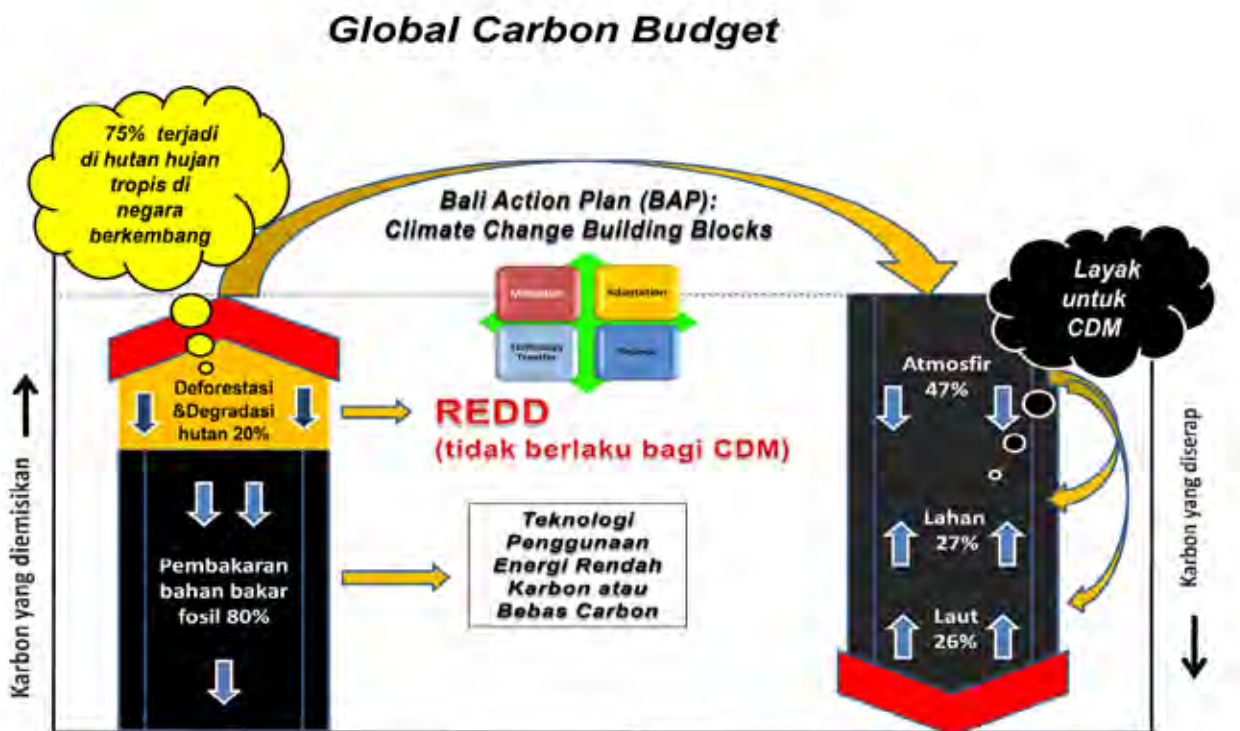 Global Carbon Budget
75% terjadi
di hutan hujan
tropis di
negara
berkembang
Bali Action Plan (BAP):
Climate Change Building Blocks
Mitigation
Adaptation
Technology
Transfer
Layak
untuk
CDM
Deforestasi
&Degradasi
hutan 20%
REDD
(tidak berlaku bagi CDM)
Atmosfir
47%
Karbon yang diemisikan
Pembakaran
bahan bakar
fosil 80%
Teknologi
Penggunaan
Energi Rendah
Karbon atau
Bebas Carbon
Lahan
27%
Laut
26%
Karbon yang diserap